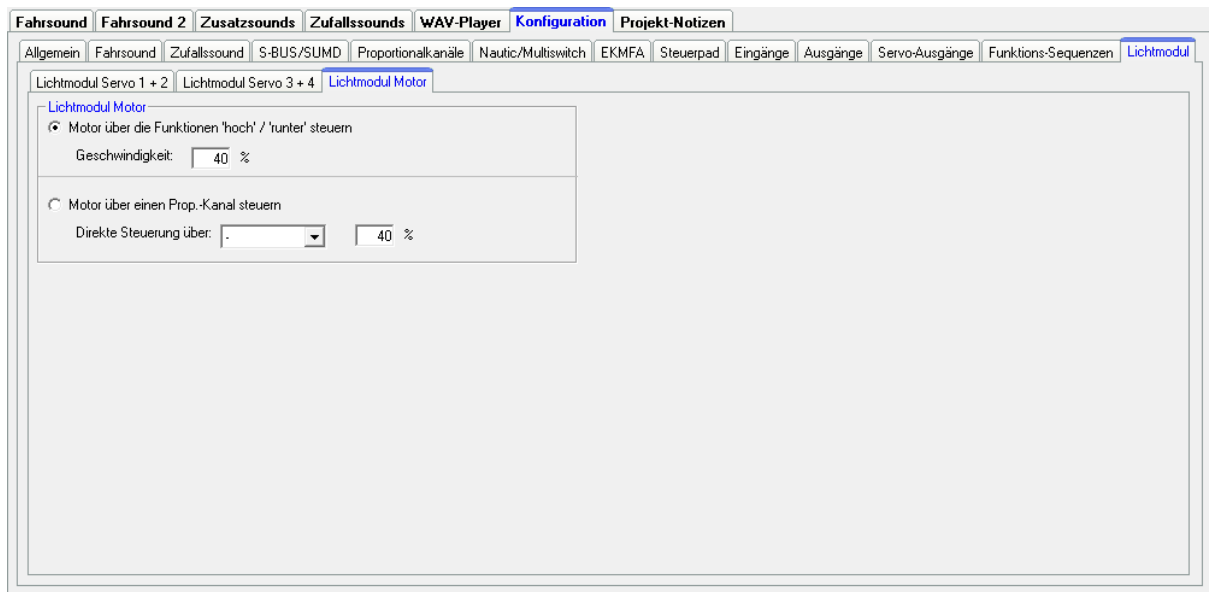 Fahrsound Fahrsound 2 Zusatzsounds Zufallssounds WAV-Player Konfiguration Projekt-Notizen
Allgemein Fahrsound Zufallssound S-BUS/SUMD Proportionalkanäle Nautic/Multiswitch EKMFA Steuerpad Eingänge Ausgänge Servo-Ausgänge Funktions-Sequenzen Lichtmodul
Lichtmodul Servo 1 + 2 Lichtmodul Servo 3 + 4 Lichtmodul Motor
Lichtmodul Motor
Motor über die Funktionen 'hoch' / 'runter' steuern
Geschwindigkeit: 40 %
Motor über einen Prop.-Kanal steuern
Direkte Steuerung über: - 40 %